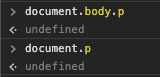 > document.body.p
< undefined
> document.p
< undefined